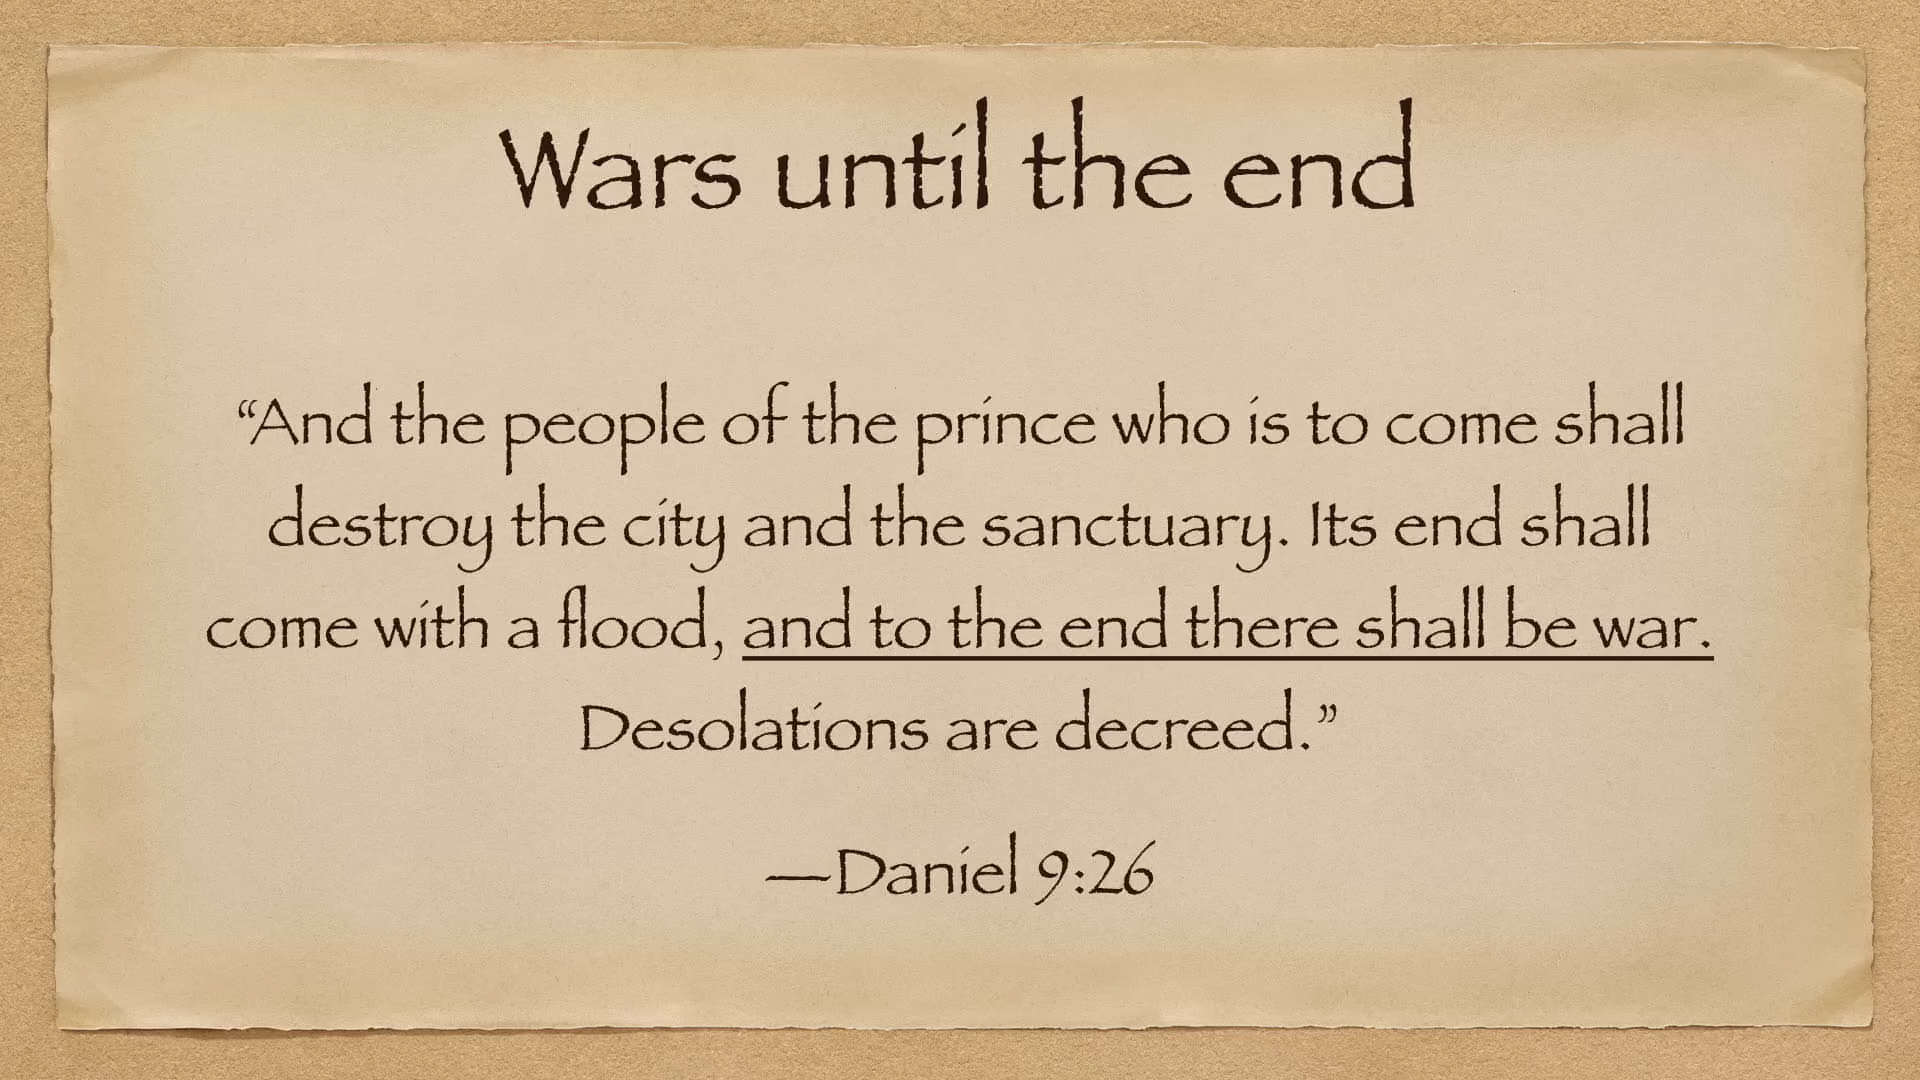 Wars until the end
“And the people of the prince who is to come shall
destroy the city and the sanctuary. Its end shall
come with a flood, and to the end there shall be war.
Desolations are decreed.”
—Daniel 9:26